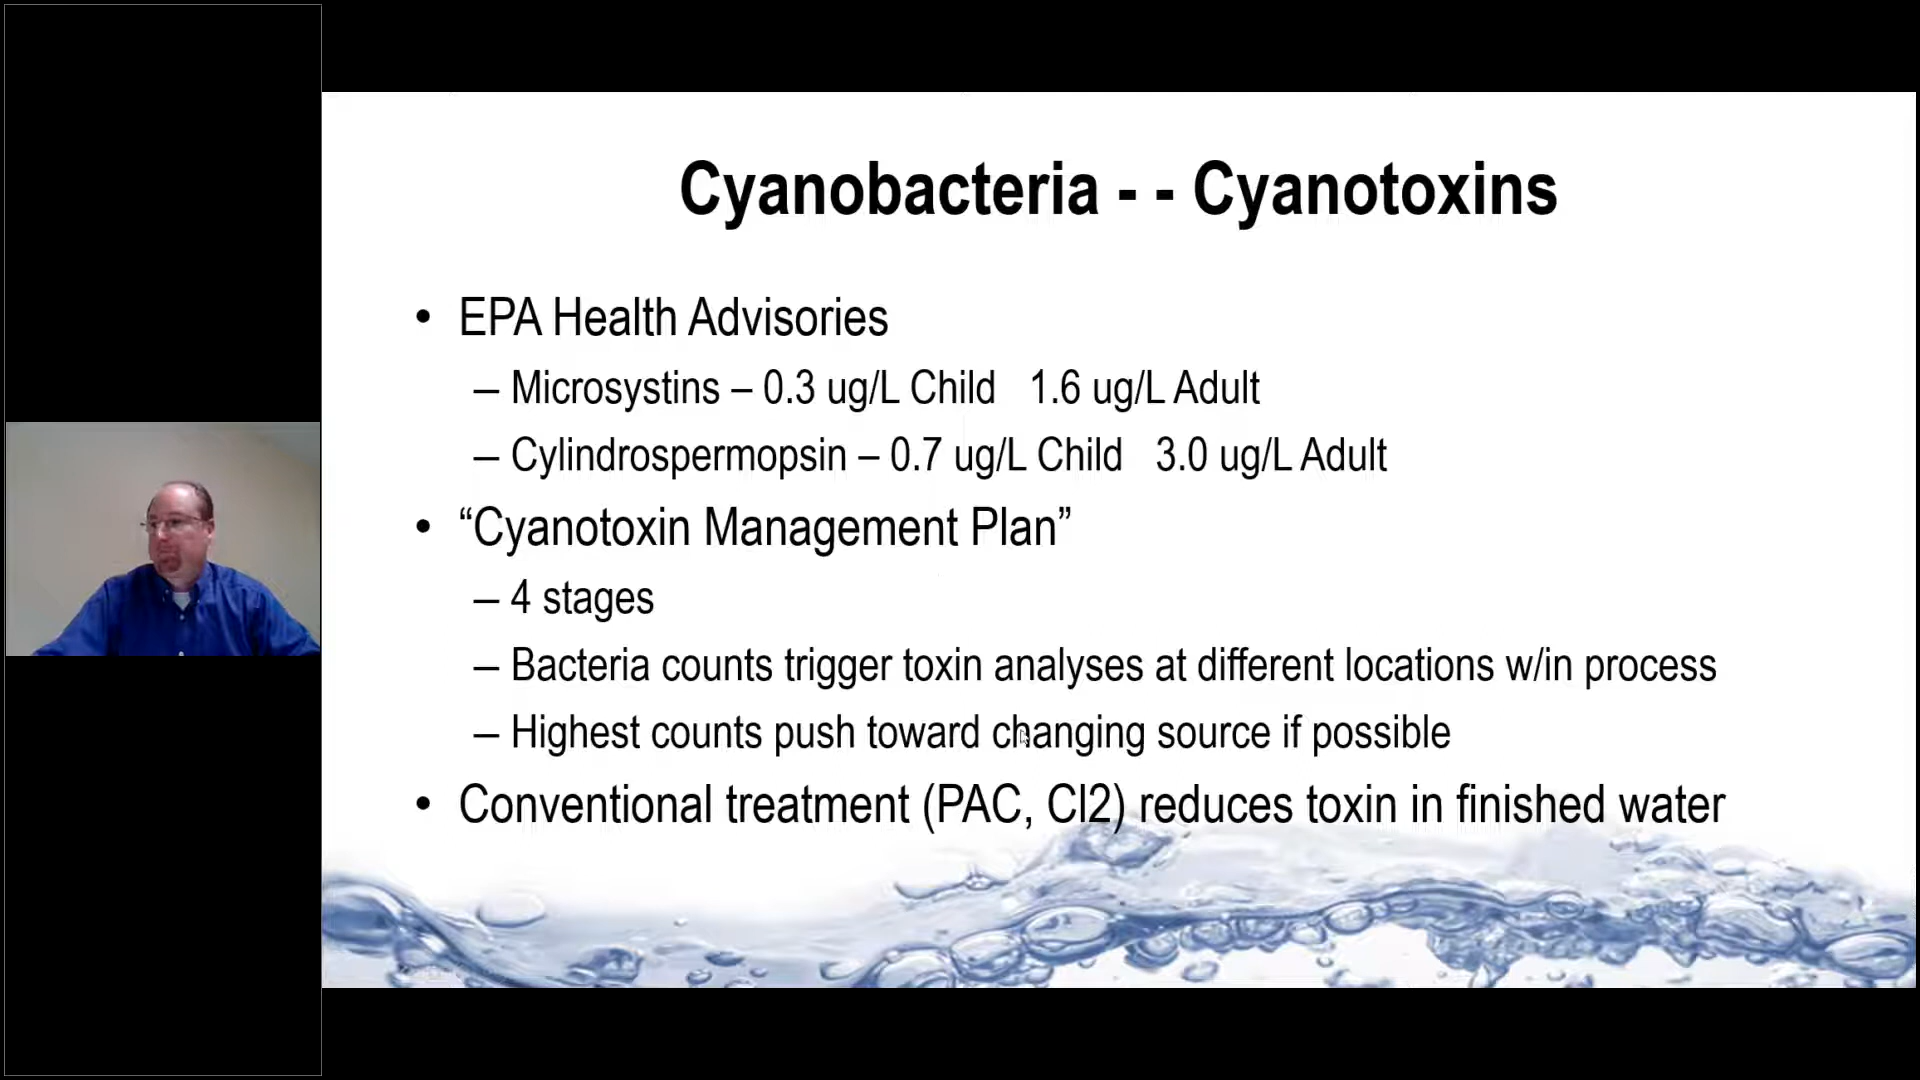 Cyanobacteria - - Cyanotoxins
• EPA Health Advisories
– Microsystins – 0.3 ug/L Child 1.6 ug/L Adult
– Cylindrospermopsin – 0.7 ug/L Child 3.0 ug/L Adult
• “Cyanotoxin Management Plan”
– 4 stages
– Bacteria counts trigger toxin analyses at different locations w/in process
– Highest counts push toward changing source if possible
• Conventional treatment (PAC, Cl2) reduces toxin in finished water